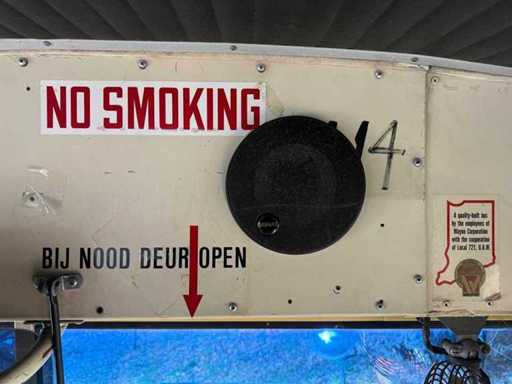 NO SMOKING
14
BIJ NOOD DEUR OPEN
A quality-built bus
by the employees of
Wayne Corporation
with the cooperation
of Local 721, U.A.W.